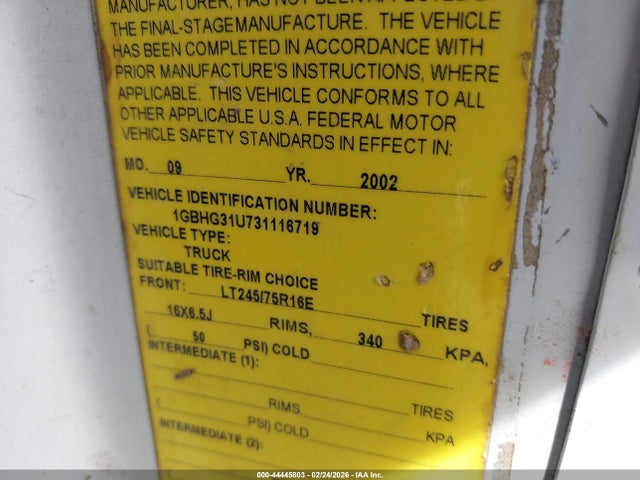 MANUFACTURER, HAS NOT BEEN AFFECTED BY
THE FINAL-STAGE MANUFACTURE. THE VEHICLE
HAS BEEN COMPLETED IN ACCORDANCE WITH
PRIOR MANUFACTURE'S INSTRUCTIONS, WHERE
APPLICABLE. THIS VEHICLE CONFORMS TO ALL
OTHER APPLICABLE U.S.A. FEDERAL MOTOR
VEHICLE SAFETY STANDARDS IN EFFECT IN:
MO. 09 YR. 2002
VEHICLE IDENTIFICATION NUMBER:
1GBHG31U731116719
VEHICLE TYPE:
TRUCK
SUITABLE TIRE-RIM CHOICE
FRONT: LT245/75R16E TIRES
16X6.5J RIMS, 340 KPA,
( 50 PSI) COLD
INTERMEDIATE (1):
TIRES
RIMS, KPA
( PSI) COLD
INTERMEDIATE (2):
000-44445803 - 02/24/2026 - IAAI.com